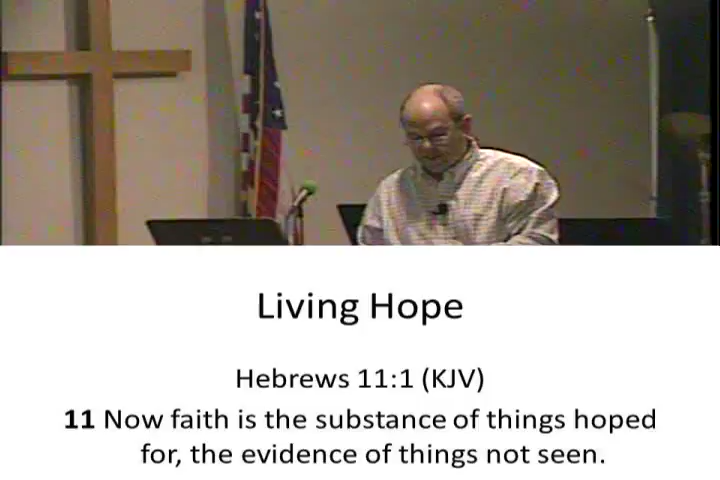 Living Hope
Hebrews 11:1 (KJV)
11 Now faith is the substance of things hoped
for, the evidence of things not seen.